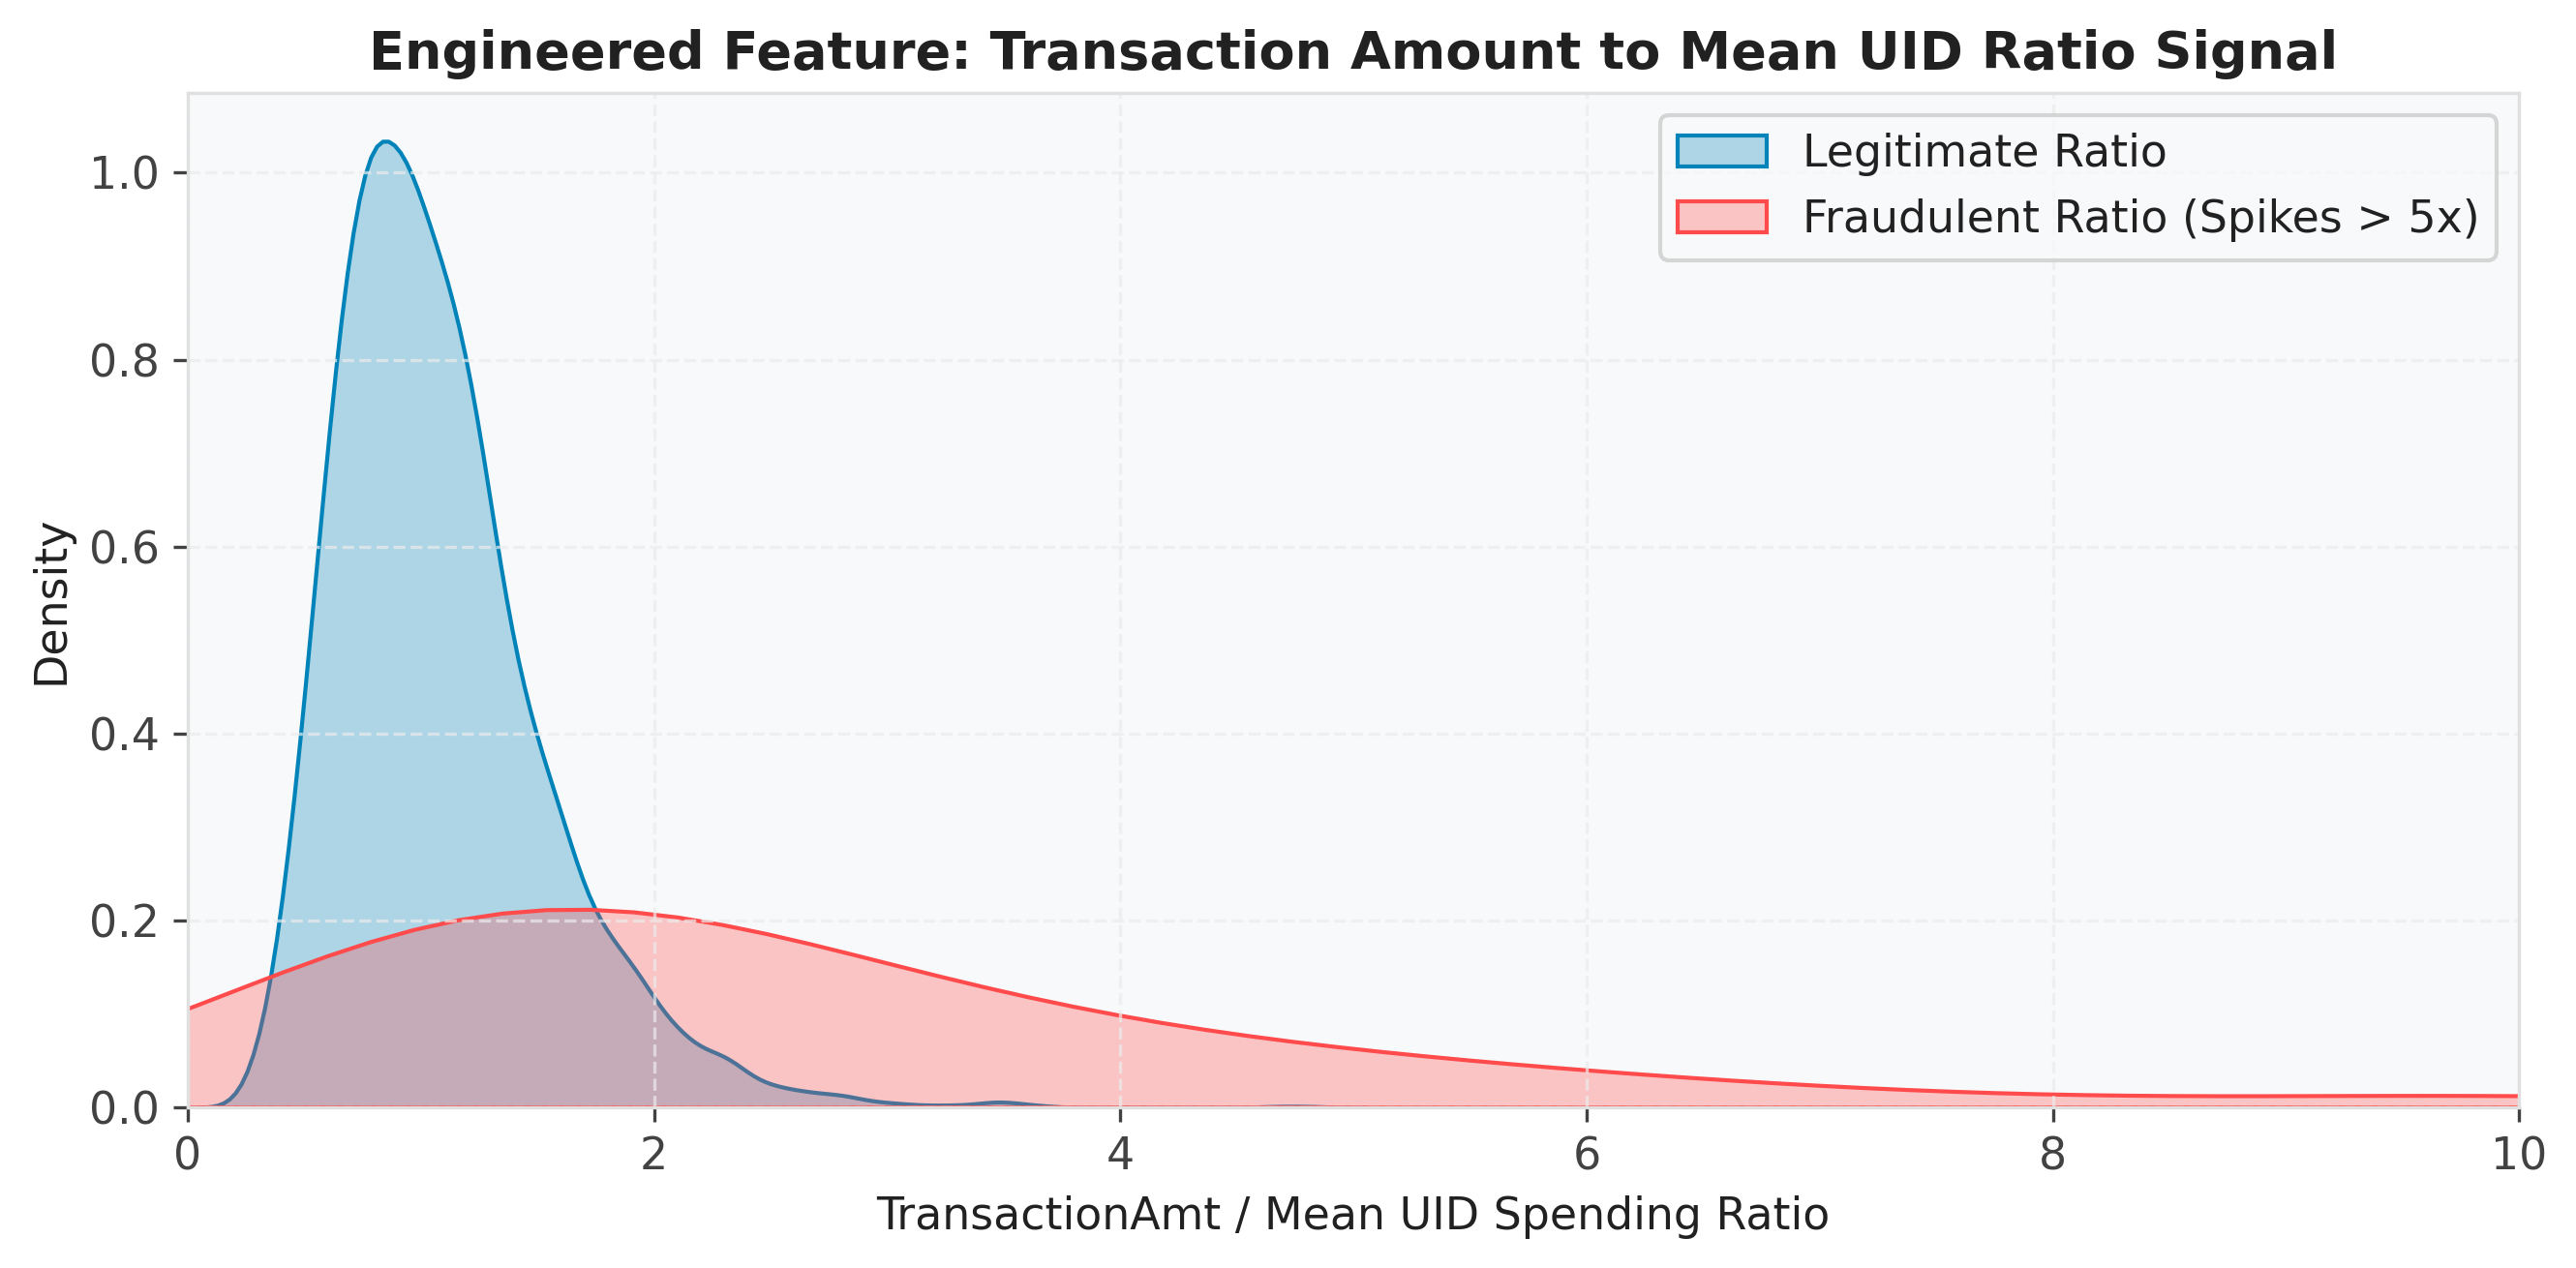 Engineered Feature: Transaction Amount to Mean UID Ratio Signal
Legitimate Ratio
Fraudulent Ratio (Spikes > 5x)
Density
1.0
0.8
0.6
0.4
0.2
0.0
0 2 4 6 8 10
TransactionAmt / Mean UID Spending Ratio